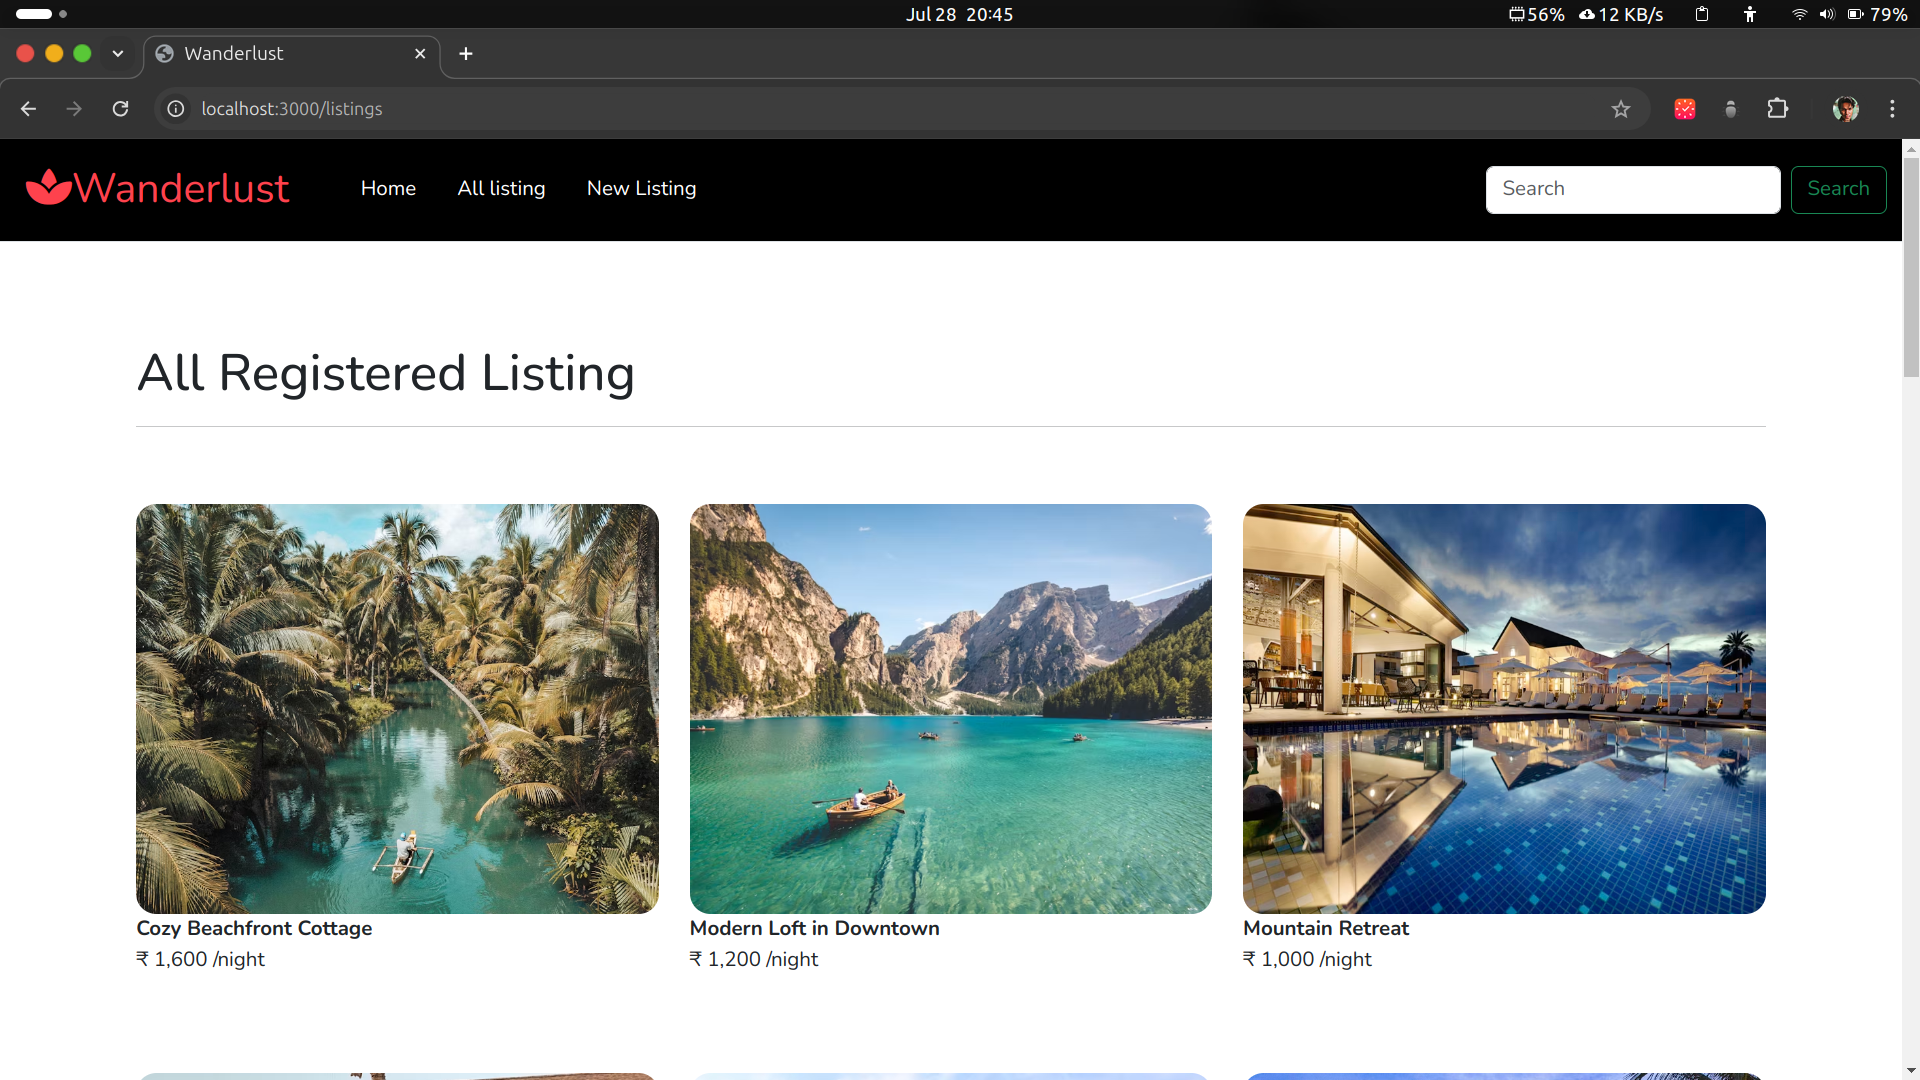 Jul 28 20:45
56% 12 KB/s 79%
Wanderlust
localhost:3000/listings
Wanderlust Home All listing New Listing Search Search
All Registered Listing
Cozy Beachfront Cottage Modern Loft in Downtown Mountain Retreat
₹ 1,600 /night ₹ 1,200 /night ₹ 1,000 /night